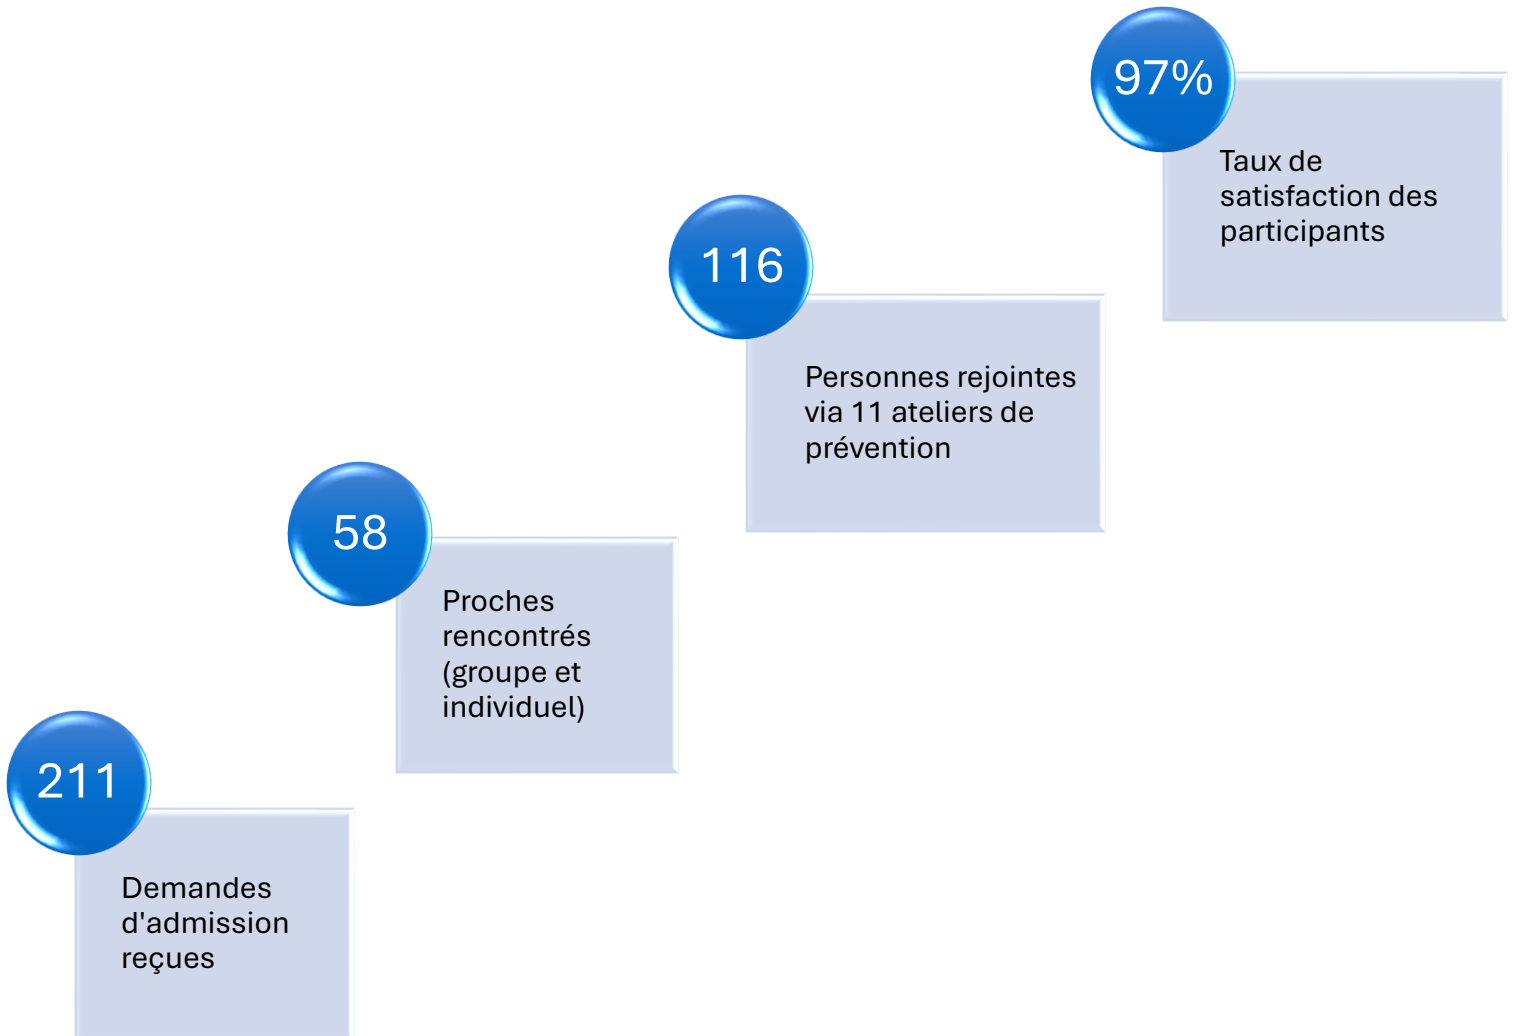 97%
Taux de
satisfaction des
participants
116
Personnes rejointes
via 11 ateliers de
prévention
58
Proches
rencontrés
(groupe et
individuel)
211
Demandes
d'admission
reçues